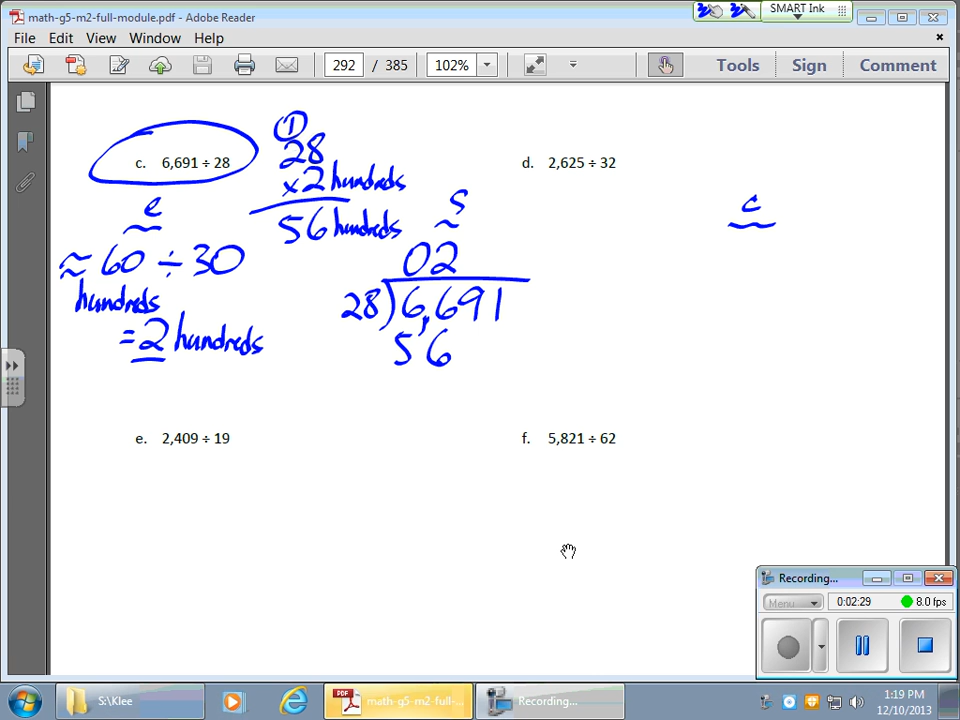 math-g5-m2-full-module.pdf - Adobe Reader
SMART Ink
File Edit View Window Help
292 / 385 102% Tools Sign Comment
c. 6,691 ÷ 28
①
28
x2 hundreds
56 hundreds
e
≈ 60 ÷ 30
hundreds
= 2 hundreds
s
02
28)6,691
56
d. 2,625 ÷ 32
c
e. 2,409 ÷ 19
f. 5,821 ÷ 62
Recording...
Menu 0:02:29 8.0 fps
S:\Klee
PDF
math-g5-m2-full-...
Recording...
1:19 PM
12/10/2013